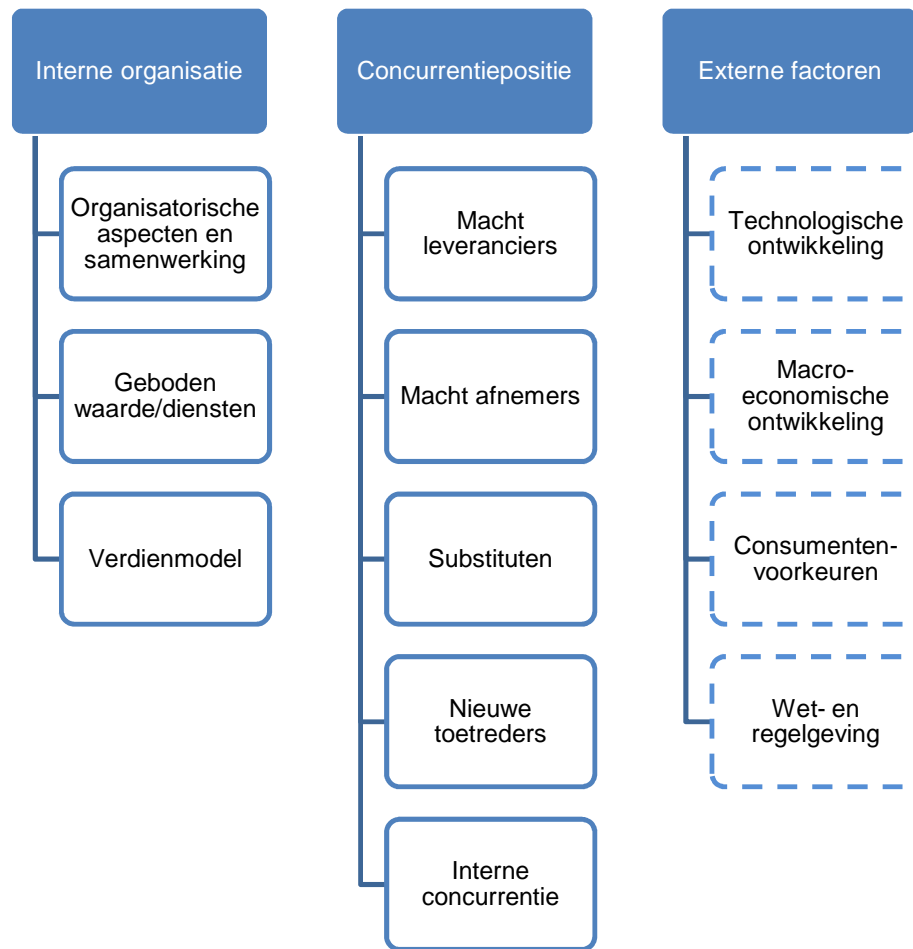 Interne organisatie
Organisatorische
aspecten en
samenwerking
Geboden
waarde/diensten
Verdienmodel
Concurrentiepositie
Macht
leveranciers
Macht afnemers
Substituten
Nieuwe
toetreders
Interne
concurrentie
Externe factoren
Technologische
ontwikkeling
Macro-
economische
ontwikkeling
Consumenten-
voorkeuren
Wet- en
regelgeving